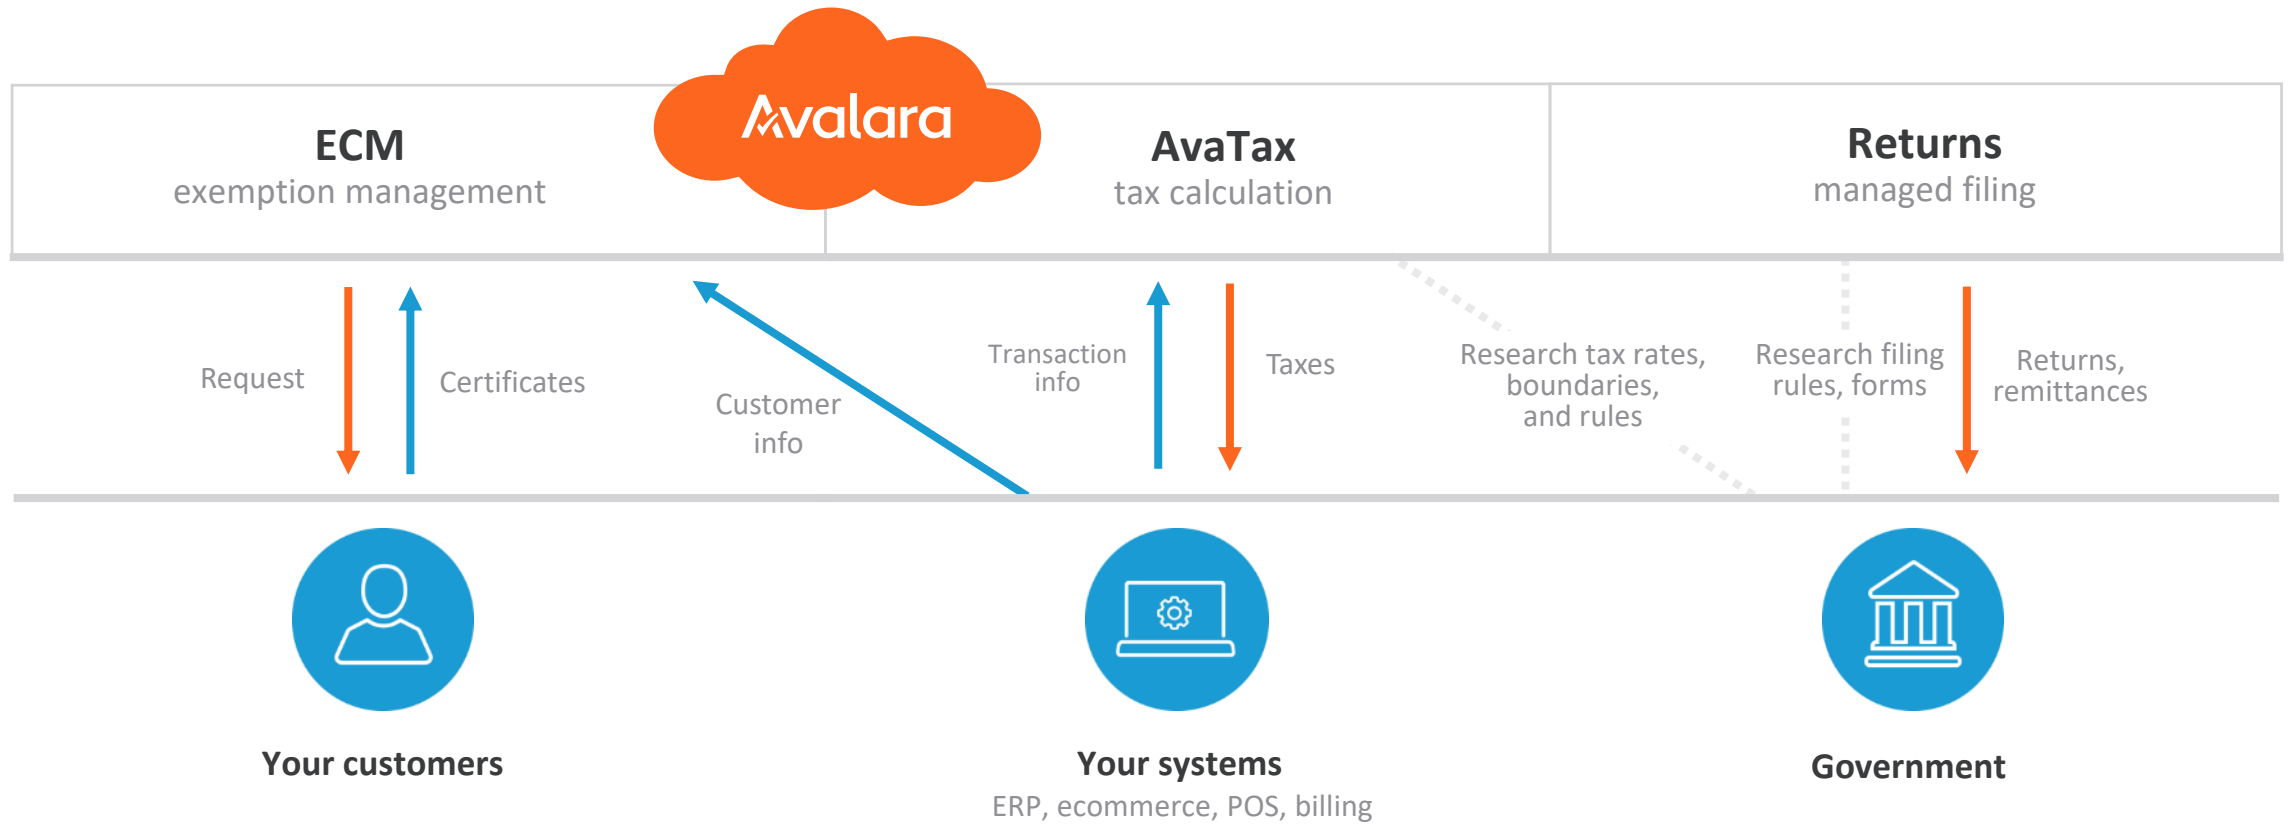 Avalara
ECM
exemption management
AvaTax
tax calculation
Returns
managed filing
Request
Certificates
Customer
info
Transaction
info
Taxes
Research tax rates,
boundaries,
and rules
Research filing
rules, forms
Returns,
remittances
Your customers
Your systems
ERP, ecommerce, POS, billing
Government